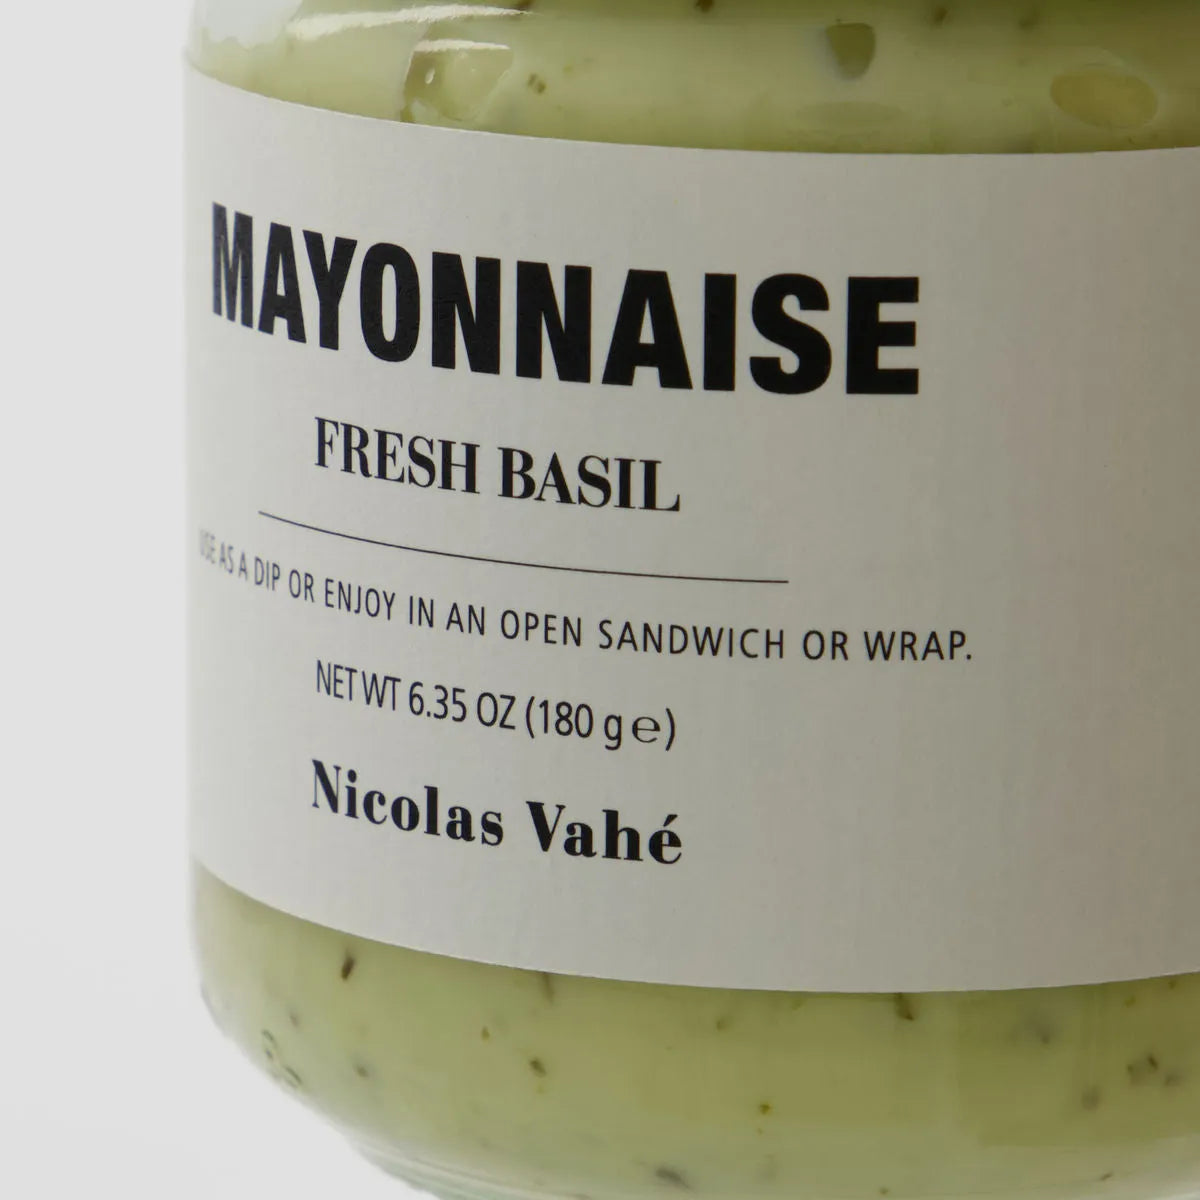 MAYONNAISE
FRESH BASIL
USE AS A DIP OR ENJOY IN AN OPEN SANDWICH OR WRAP.
NET WT 6.35 OZ (180 g ℮)
Nicolas Vahé